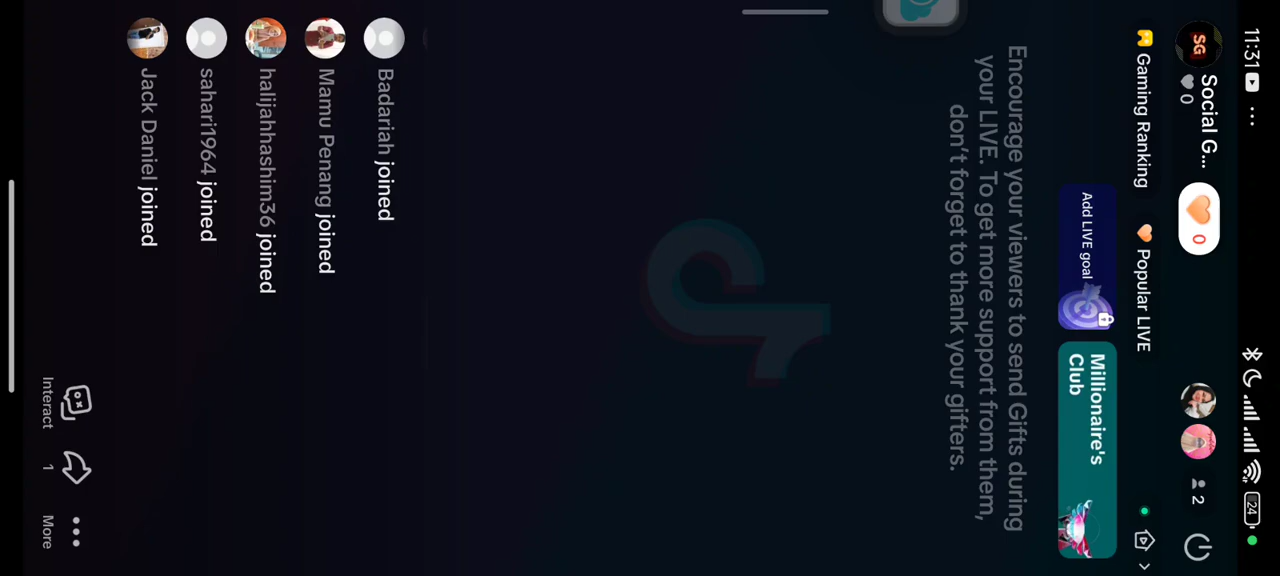 11:31 ...
24
SG
Social G...
0
0
2
Gaming Ranking
Popular LIVE
Add LIVE goal
Millionaire's
Club
Encourage your viewers to send Gifts during
your LIVE. To get more support from them,
don't forget to thank your gifters.
Badariah joined
Mamu Penang joined
halijahhashim36 joined
sahari1964 joined
Jack Daniel joined
Interact
1
More